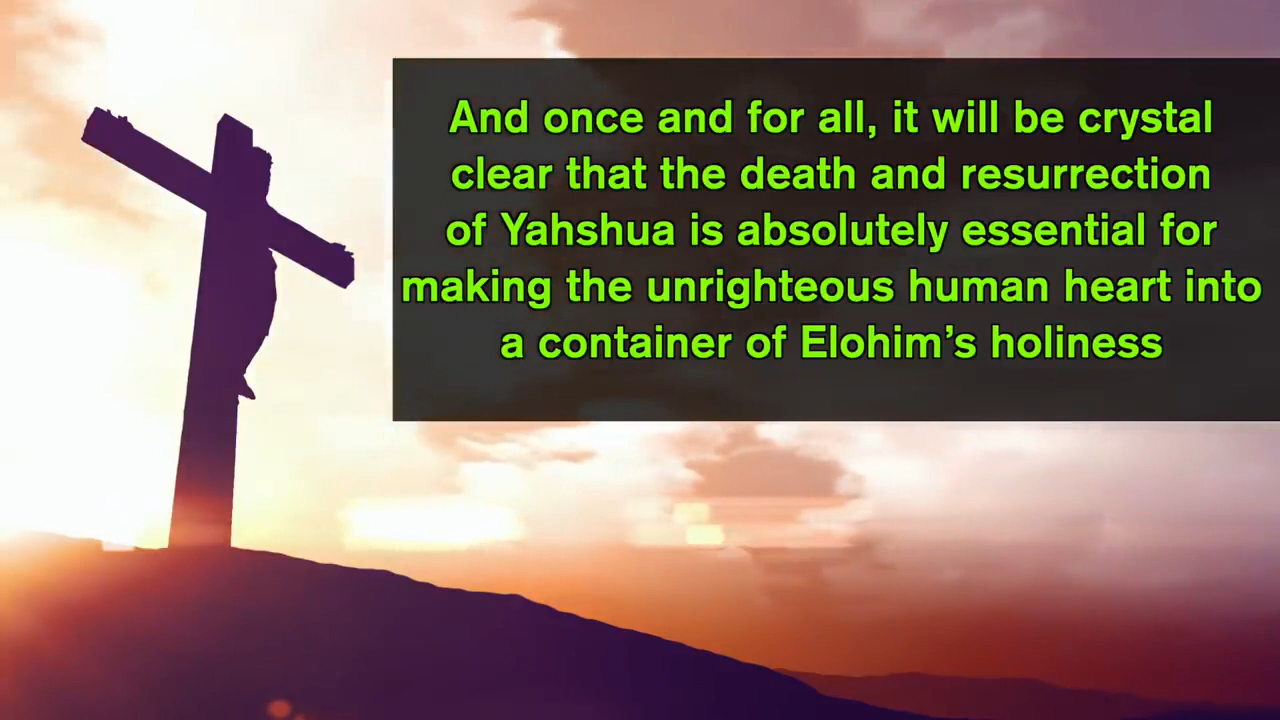 And once and for all, it will be crystal
clear that the death and resurrection
of Yahshua is absolutely essential for
making the unrighteous human heart into
a container of Elohim’s holiness